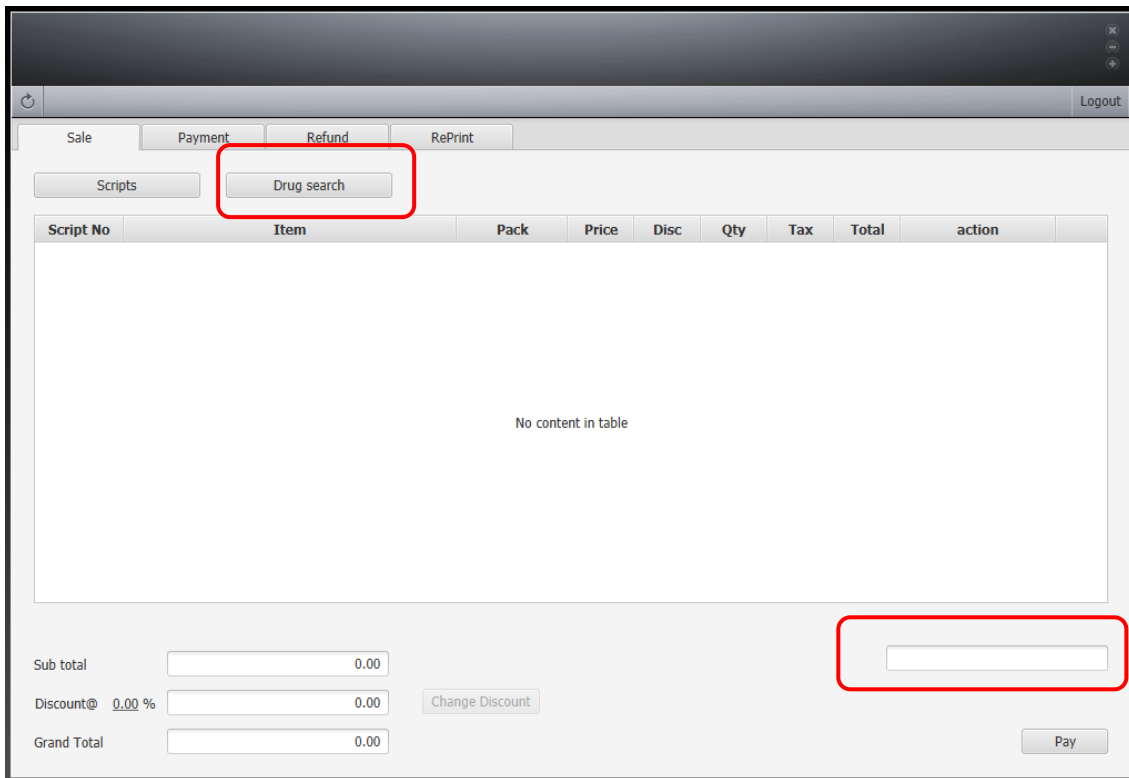 Logout
Sale Payment Refund RePrint
Scripts Drug search
Script No Item Pack Price Disc Qty Tax Total action
No content in table
Sub total 0.00
Discount@ 0.00 % 0.00 Change Discount
Grand Total 0.00 Pay